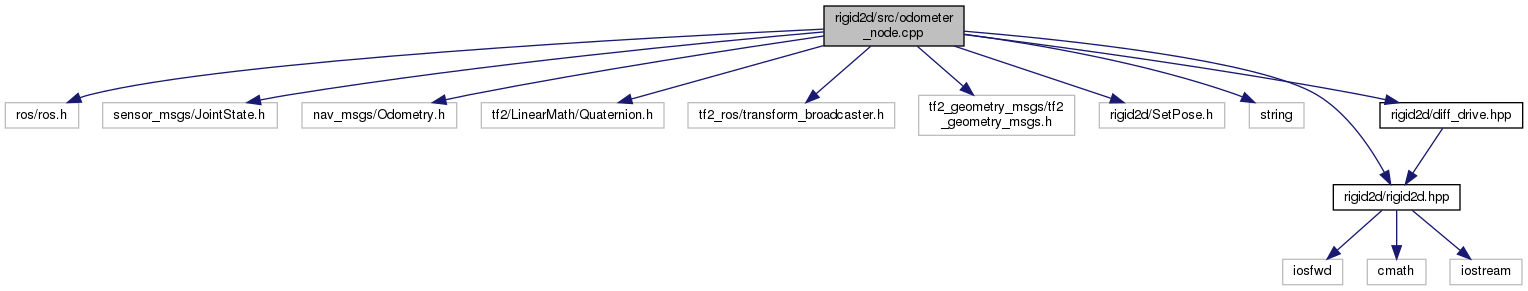 rigid2d/src/odometer
_node.cpp
ros/ros.h
sensor_msgs/JointState.h
nav_msgs/Odometry.h
tf2/LinearMath/Quaternion.h
tf2_ros/transform_broadcaster.h
tf2_geometry_msgs/tf2
_geometry_msgs.h
rigid2d/SetPose.h
string
rigid2d/diff_drive.hpp
rigid2d/rigid2d.hpp
iosfwd
cmath
iostream